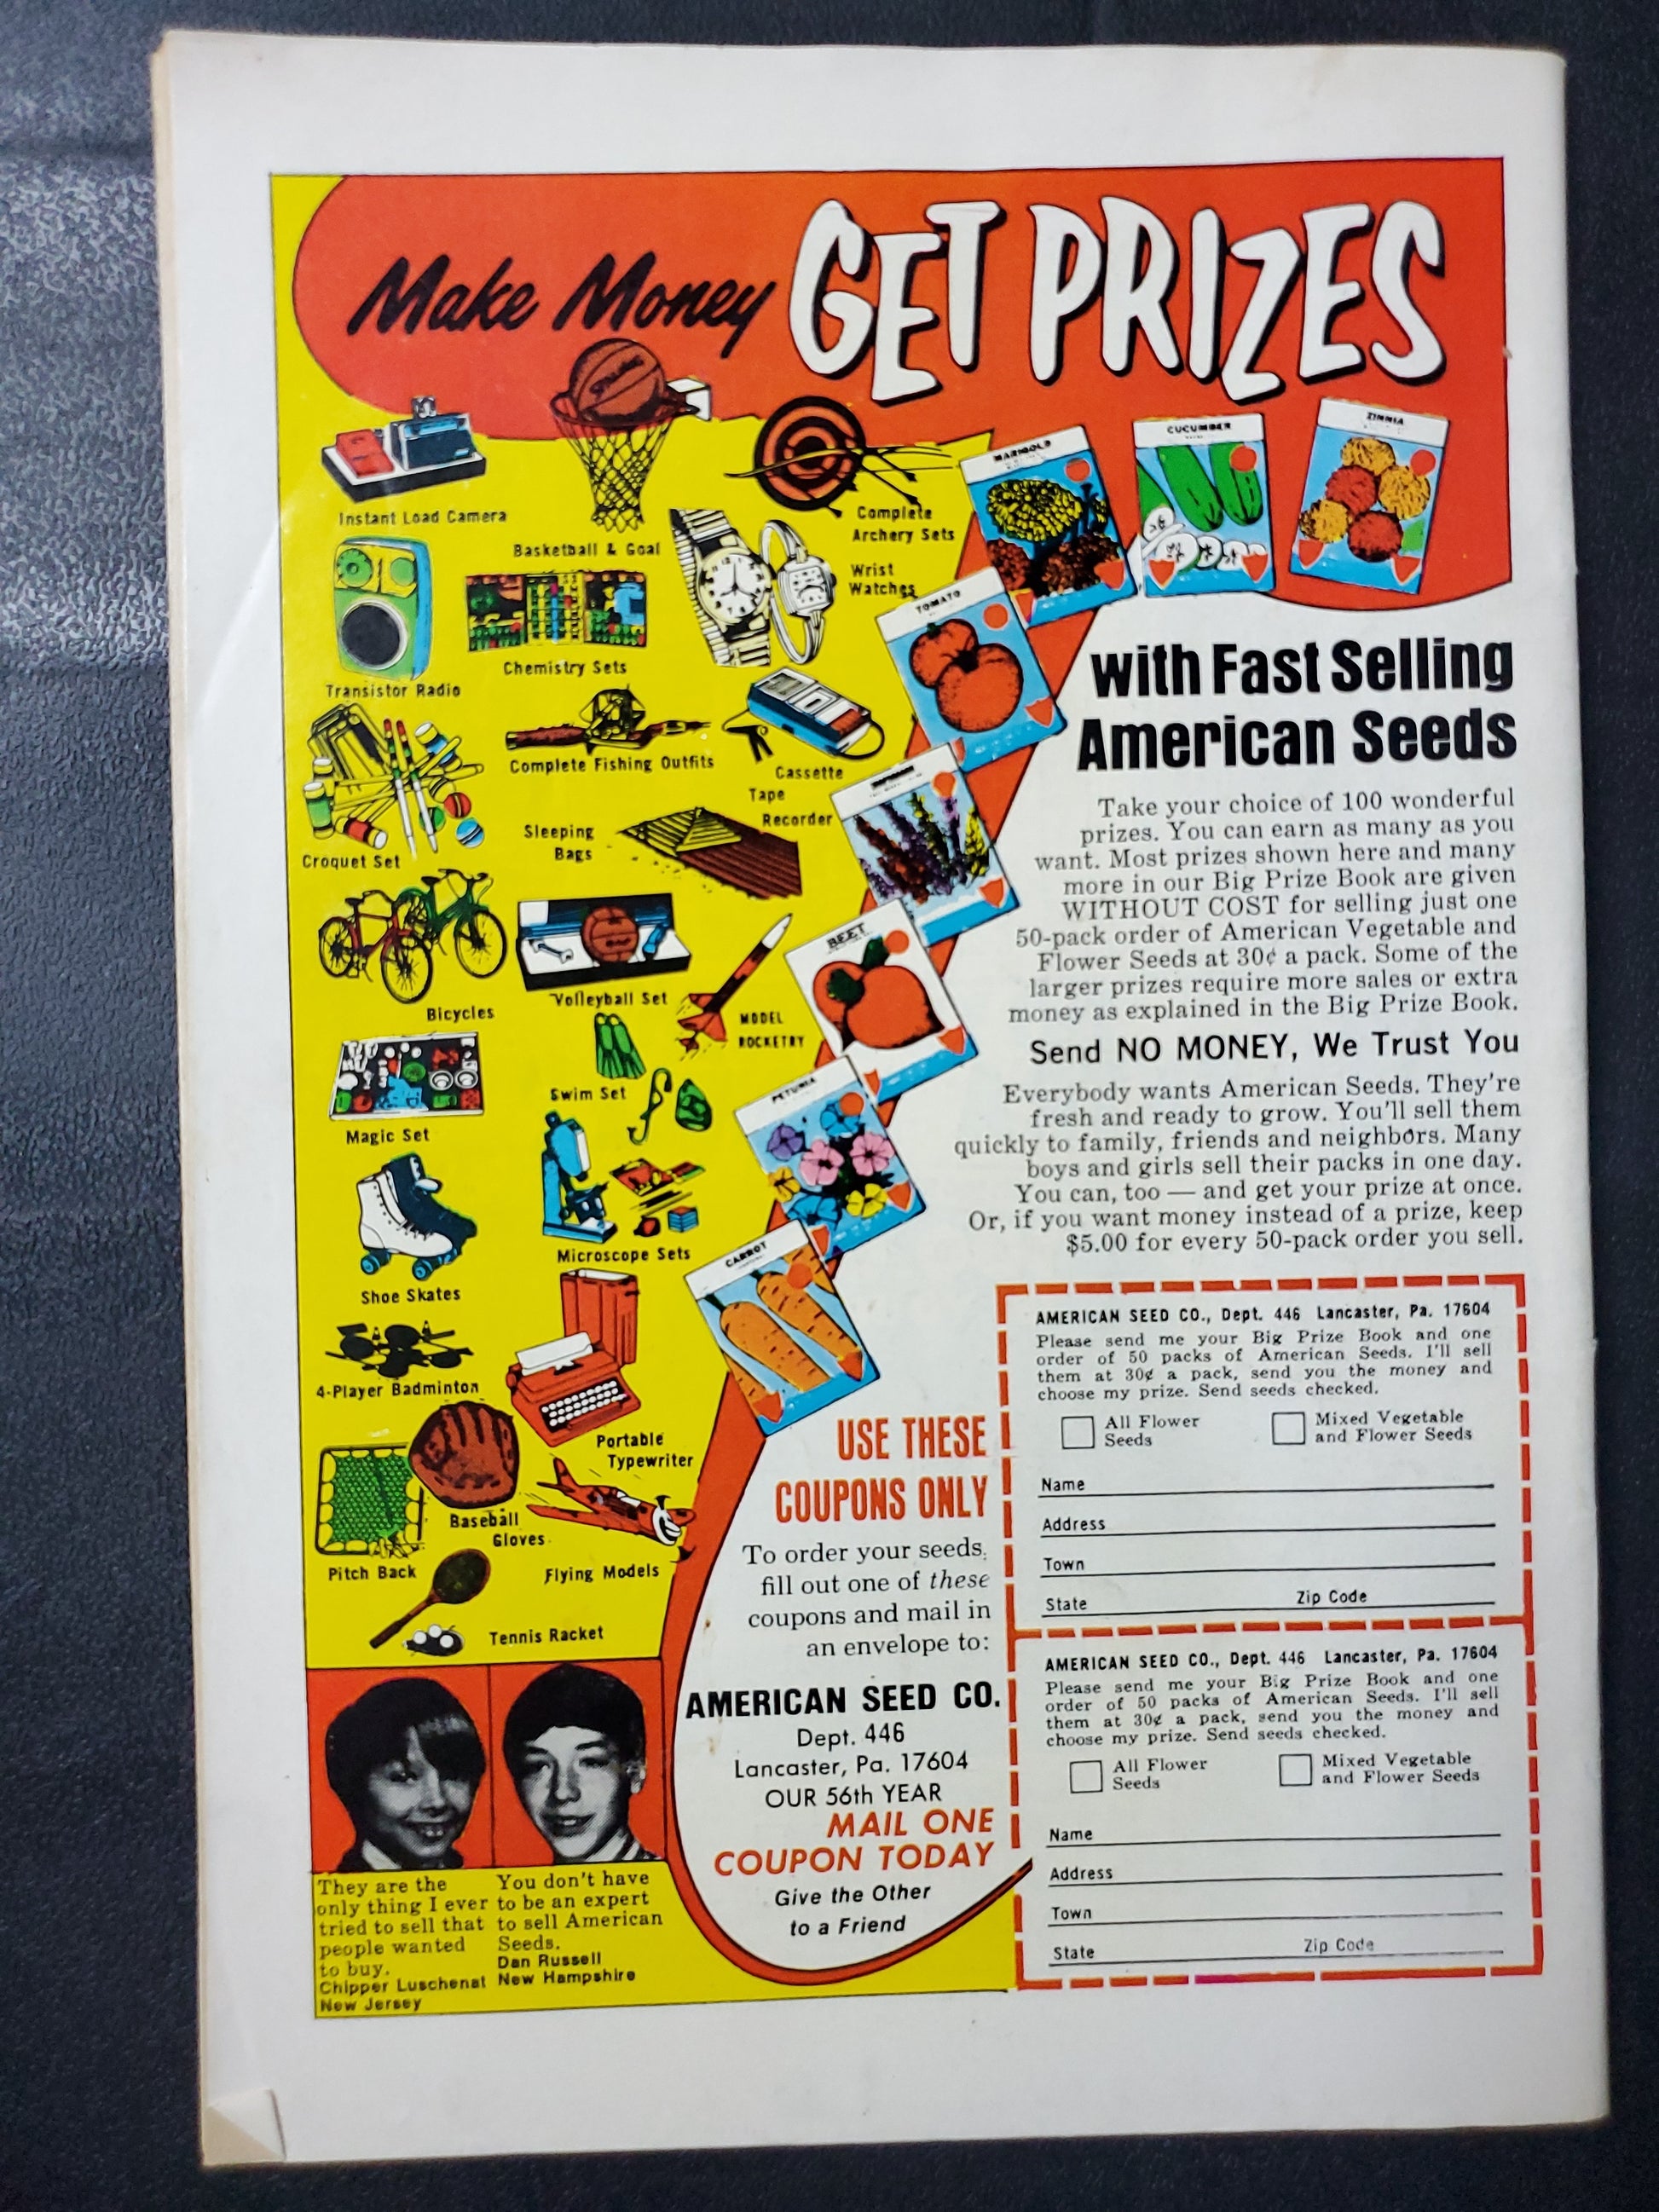 Make Money GET PRIZES
SPALDING
Instant Load Camera
Basketball & Goal
Complete
Archery Sets
Wrist
Watches
Transistor Radio
Chemistry Sets
Complete Fishing Outfits
Cassette
Tape
Recorder
Croquet Set
Sleeping
Bags
Bicycles
Volleyball Set
MODEL
ROCKETRY
Swim Set
Magic Set
Microscope Sets
Shoe Skates
4-Player Badminton
Portable
Typewriter
Baseball
Gloves
Pitch Back
Flying Models
Tennis Racket
MARIGOLD
CUCUMBER
ZINNIA
TOMATO
BEET
PETUNIA
CARROT
with Fast Selling
American Seeds
Take your choice of 100 wonderful
prizes. You can earn as many as you
want. Most prizes shown here and many
more in our Big Prize Book are given
WITHOUT COST for selling just one
50-pack order of American Vegetable and
Flower Seeds at 30¢ a pack. Some of the
larger prizes require more sales or extra
money as explained in the Big Prize Book.
Send NO MONEY, We Trust You
Everybody wants American Seeds. They're
fresh and ready to grow. You'll sell them
quickly to family, friends and neighbors. Many
boys and girls sell their packs in one day.
You can, too — and get your prize at once.
Or, if you want money instead of a prize, keep
$5.00 for every 50-pack order you sell.
USE THESE
COUPONS ONLY
To order your seeds,
fill out one of these
coupons and mail in
an envelope to:
AMERICAN SEED CO.
Dept. 446
Lancaster, Pa. 17604
OUR 56th YEAR
MAIL ONE
COUPON TODAY
Give the Other
to a Friend
AMERICAN SEED CO., Dept. 446 Lancaster, Pa. 17604
Please send me your Big Prize Book and one
order of 50 packs of American Seeds. I'll sell
them at 30¢ a pack, send you the money and
choose my prize. Send seeds checked.
All Flower
Seeds
Mixed Vegetable
and Flower Seeds
Name
Address
Town
State Zip Code
AMERICAN SEED CO., Dept. 446 Lancaster, Pa. 17604
Please send me your Big Prize Book and one
order of 50 packs of American Seeds. I'll sell
them at 30¢ a pack, send you the money and
choose my prize. Send seeds checked.
All Flower
Seeds
Mixed Vegetable
and Flower Seeds
Name
Address
Town
State Zip Code
They are the
only thing I ever
tried to sell that
people wanted
to buy.
Chipper Luschenat
New Jersey
You don't have
to be an expert
to sell American
Seeds.
Dan Russell
New Hampshire